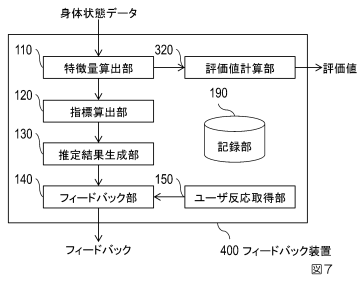 身体状態データ
110
特徴量算出部
320
評価値計算部
評価値
120
指標算出部
190
記録部
130
推定結果生成部
140
フィードバック部
150
ユーザ反応取得部
フィードバック
400 フィードバック装置
図７